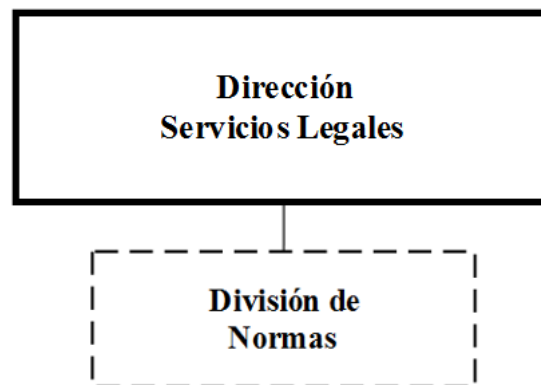 Dirección
Servicios Legales
División de
Normas